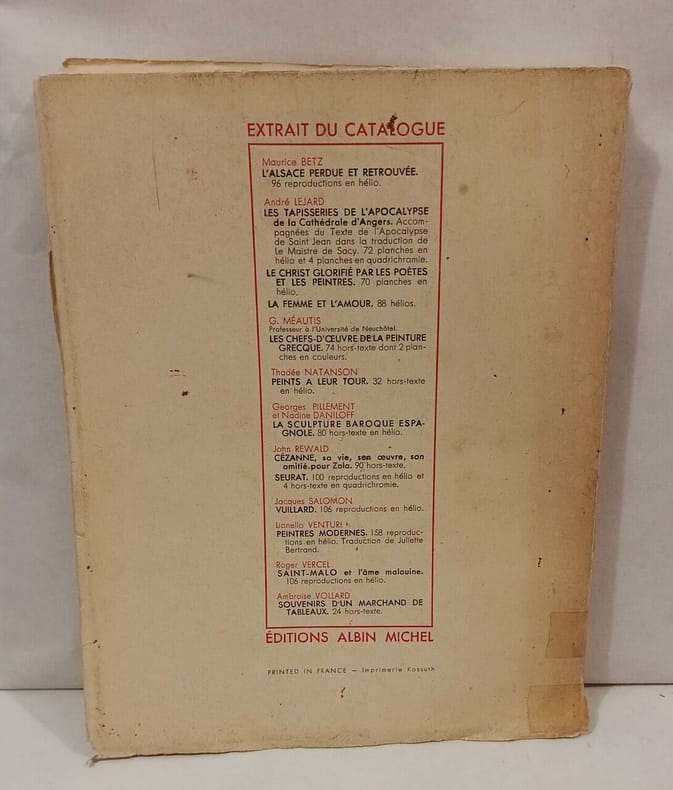 EXTRAIT DU CATALOGUE
Maurice BETZ
L'ALSACE PERDUE ET RETROUVÉE.
96 reproductions en hélio.
André LEJARD
LES TAPISSERIES DE L'APOCALYPSE
de la Cathédrale d'Angers. Accom-
pagnées du Texte de l'Apocalypse
de Saint Jean dans la traduction de
Le Maistre de Sacy. 72 planches en
hélio et 4 planches en quadrichromie.
LE CHRIST GLORIFIÉ PAR LES POÈTES
ET LES PEINTRES. 70 planches en
hélio.
LA FEMME ET L'AMOUR. 88 hélios.
G. MÉAUTIS
Professeur à l'Université de Neuchâtel.
LES CHEFS-D'ŒUVRE DE LA PEINTURE
GRECQUE. 74 hors-texte dont 2 plan-
ches en couleurs.
Thadée NATANSON
PEINTS A LEUR TOUR. 32 hors-texte
en hélio.
Georges PILLEMENT
et Nadine DANILOFF
LA SCULPTURE BAROQUE ESPA-
GNOLE. 80 hors-texte en hélio.
John REWALD
CÉZANNE, sa vie, son œuvre, son
amitié pour Zola. 90 hors-texte.
SEURAT. 100 reproductions en hélio et
4 hors-texte en quadrichromie.
Jacques SALOMON
VUILLARD. 106 reproductions en hélio.
Lionello VENTURI
PEINTRES MODERNES. 158 reproduc-
tions en hélio. Traduction de Juliette
Bertrand.
Roger VERCEL
SAINT-MALO et l'âme malouine.
106 reproductions en hélio.
Ambroise VOLLARD
SOUVENIRS D'UN MARCHAND DE
TABLEAUX. 24 hors-texte.
ÉDITIONS ALBIN MICHEL
PRINTED IN FRANCE — Imprimerie Kossuth